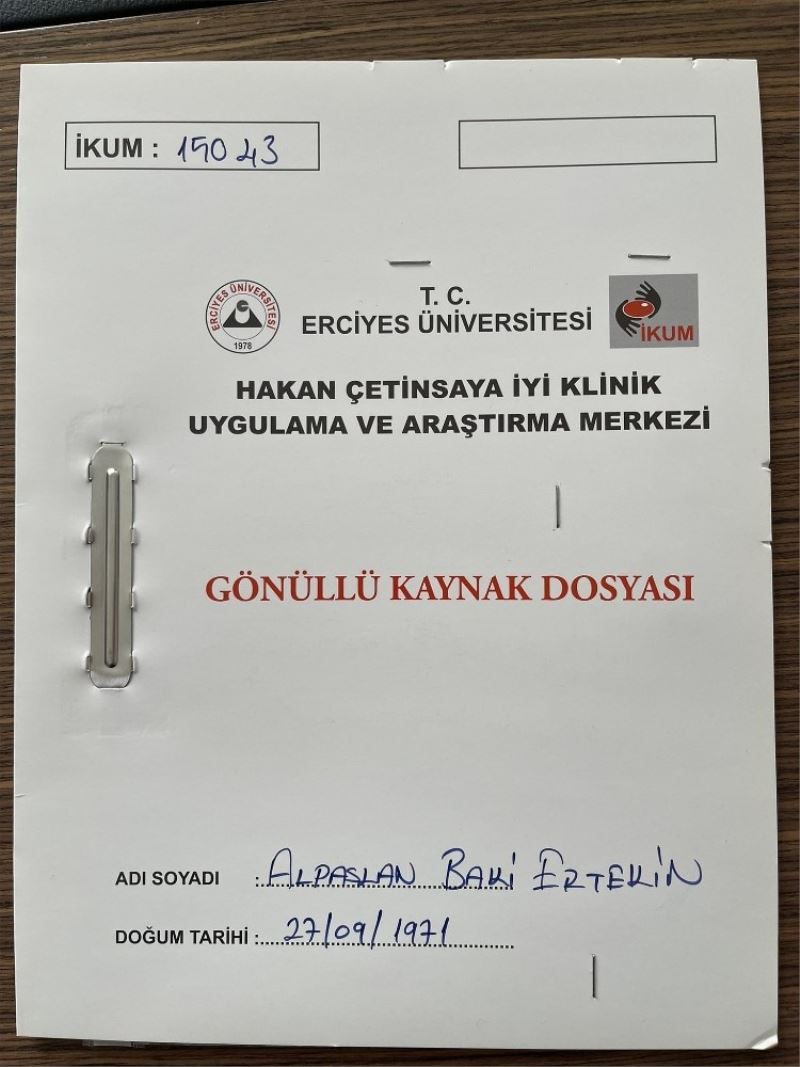 İKUM : 15043
ERCİYES ÜNİVERSİTESİ
1978
T. C.
ERCİYES ÜNİVERSİTESİ
İKUM
HAKAN ÇETİNSAYA İYİ KLİNİK
UYGULAMA VE ARAŞTIRMA MERKEZİ
GÖNÜLLÜ KAYNAK DOSYASI
ADI SOYADI : ALPASLAN BAKİ ERTEKİN
DOĞUM TARİHİ : 27/09/1971